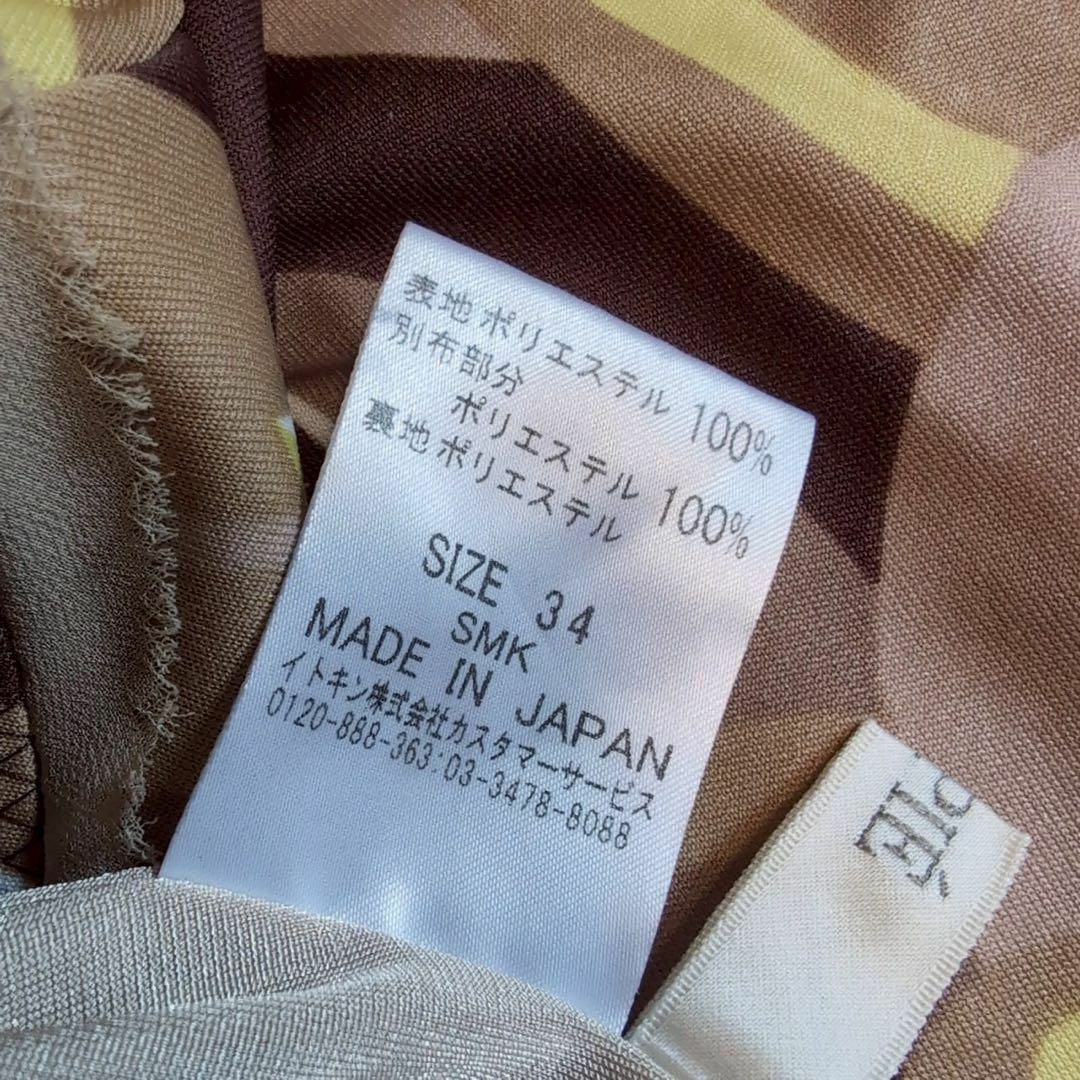 表地 ポリエステル 100%
別布部分
ポリエステル 100%
裏地 ポリエステル
SIZE 34
SMK
MADE IN JAPAN
イトキン株式会社カスタマーサービス
0120-888-363:03-3478-8088